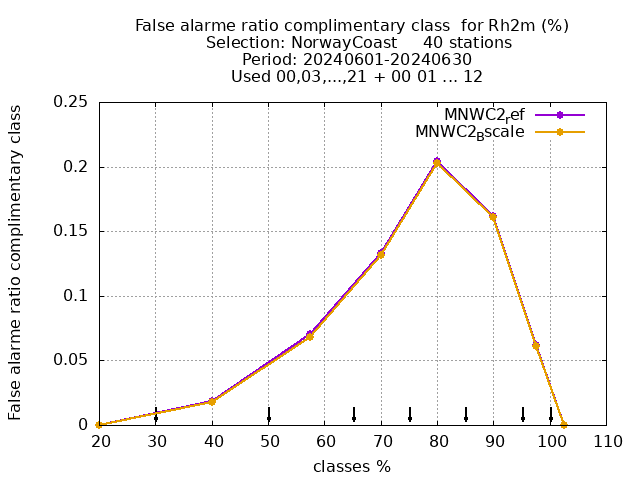 False alarme ratio complimentary class  for Rh2m (%)
Selection: NorwayCoast     40 stations
Period: 20240601-20240630
Used 00,03,...,21 + 00 01 ... 12
False alarme ratio complimentary class
0.25
0.2
0.15
0.1
0.05
0
MNWC2ref
MNWC2Bscale
20 30 40 50 60 70 80 90 100 110
classes %